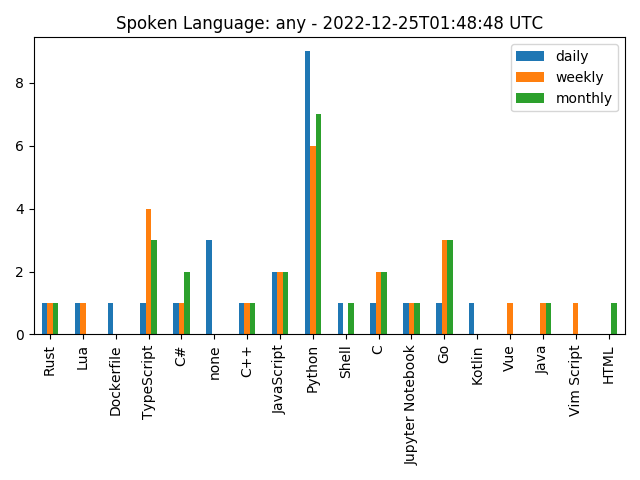 Spoken Language: any - 2022-12-25T01:48:48 UTC
daily
weekly
monthly
8
6
4
2
0
Rust
Lua
Dockerfile
TypeScript
C#
none
C++
JavaScript
Python
Shell
C
Jupyter Notebook
Go
Kotlin
Vue
Java
Vim Script
HTML